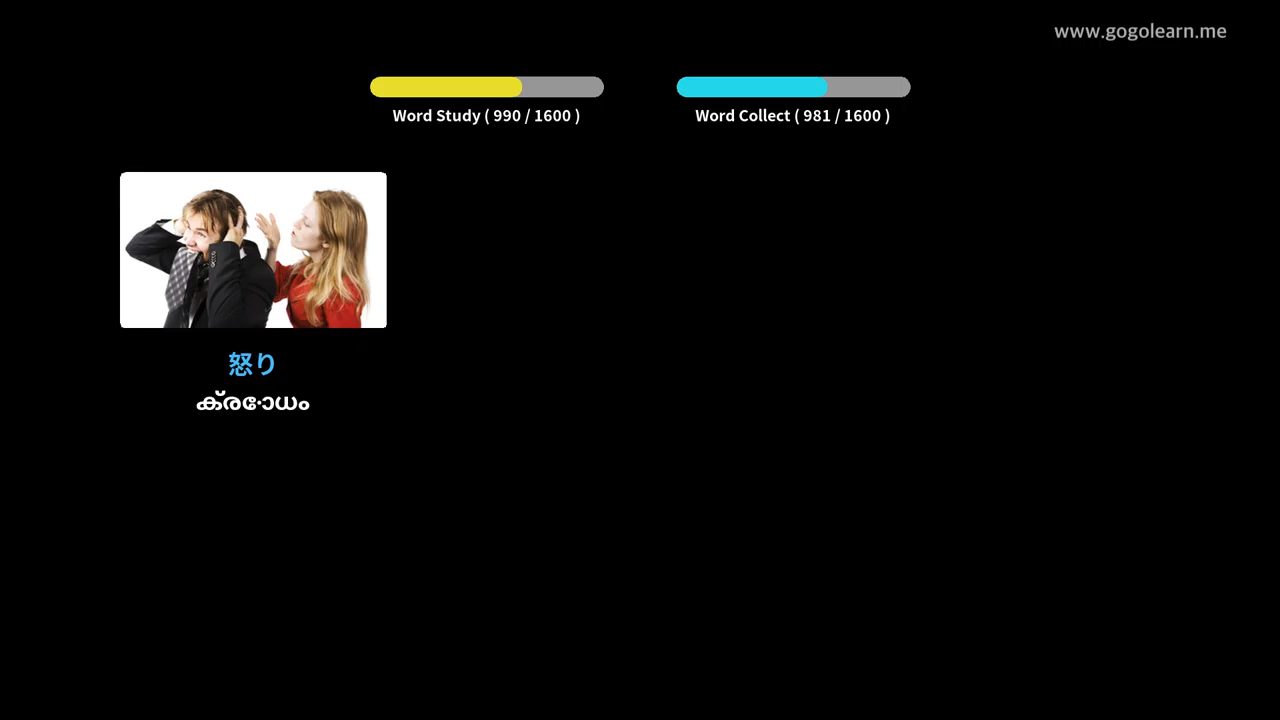 www.gogolearn.me
Word Study ( 990 / 1600 )
Word Collect ( 981 / 1600 )
怒り
ക്രോധം